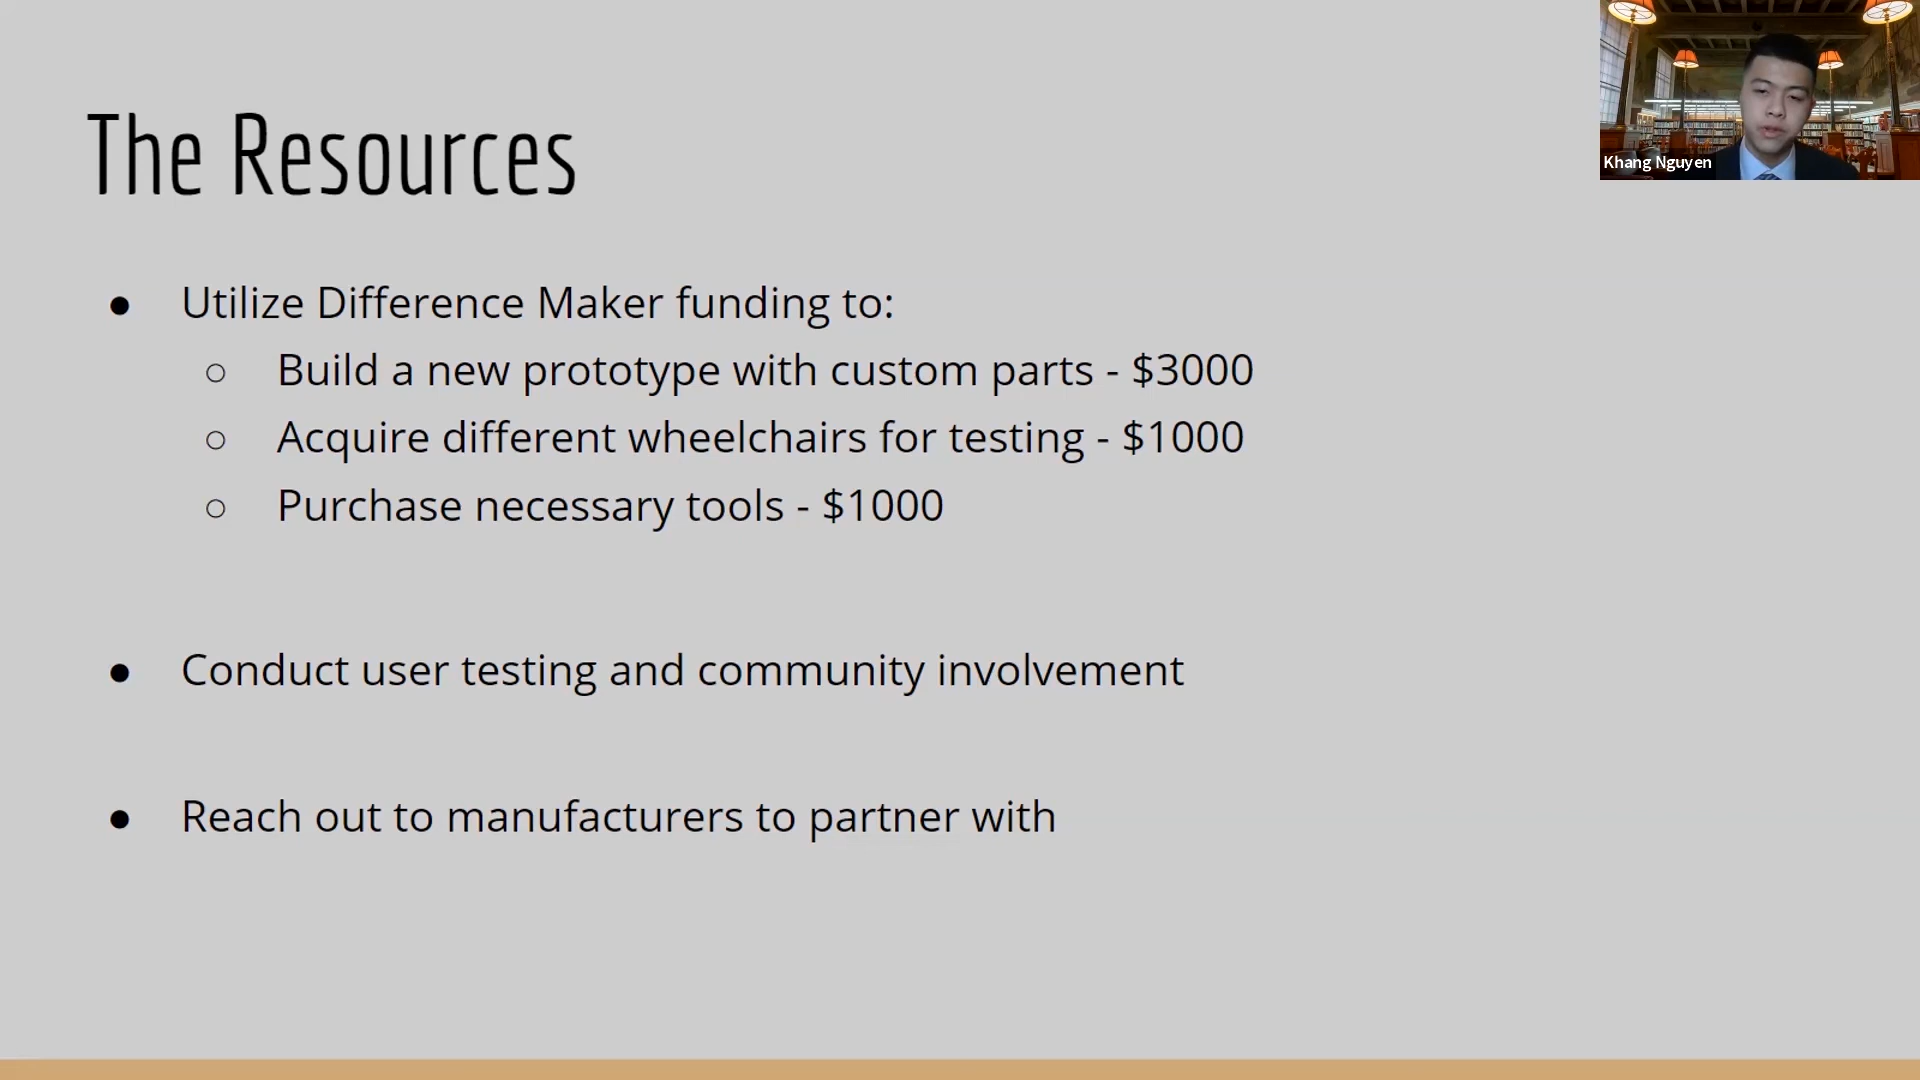 The Resources
Khang Nguyen
● Utilize Difference Maker funding to:
○ Build a new prototype with custom parts - $3000
○ Acquire different wheelchairs for testing - $1000
○ Purchase necessary tools - $1000
● Conduct user testing and community involvement
● Reach out to manufacturers to partner with